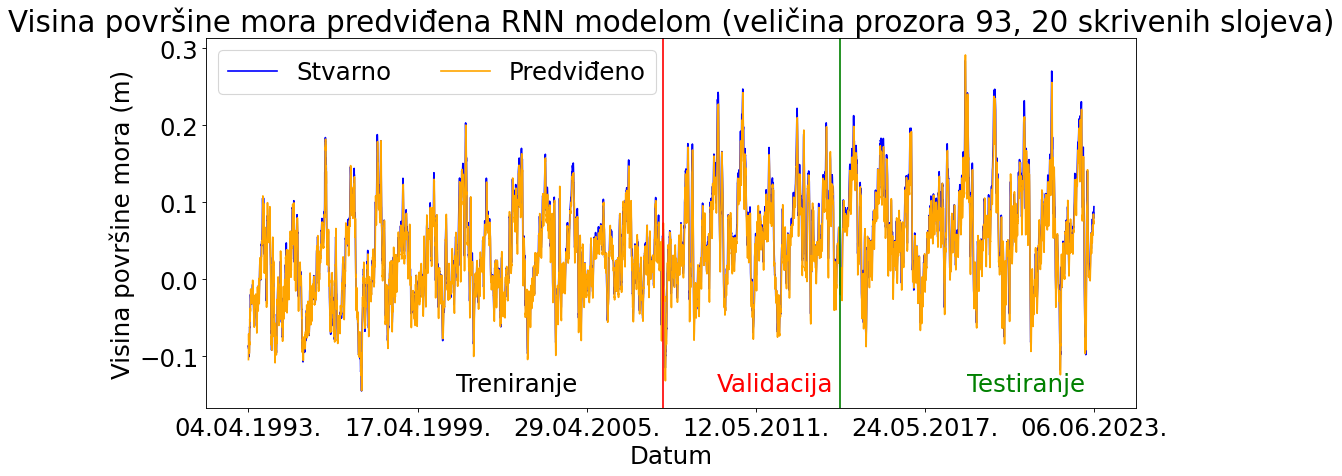 Visina površine mora predviđena RNN modelom (veličina prozora 93, 20 skrivenih slojeva)
Stvarno Predviđeno
Visina površine mora (m)
0.3
0.2
0.1
0.0
−0.1
Treniranje Validacija Testiranje
04.04.1993. 17.04.1999. 29.04.2005. 12.05.2011. 24.05.2017. 06.06.2023.
Datum